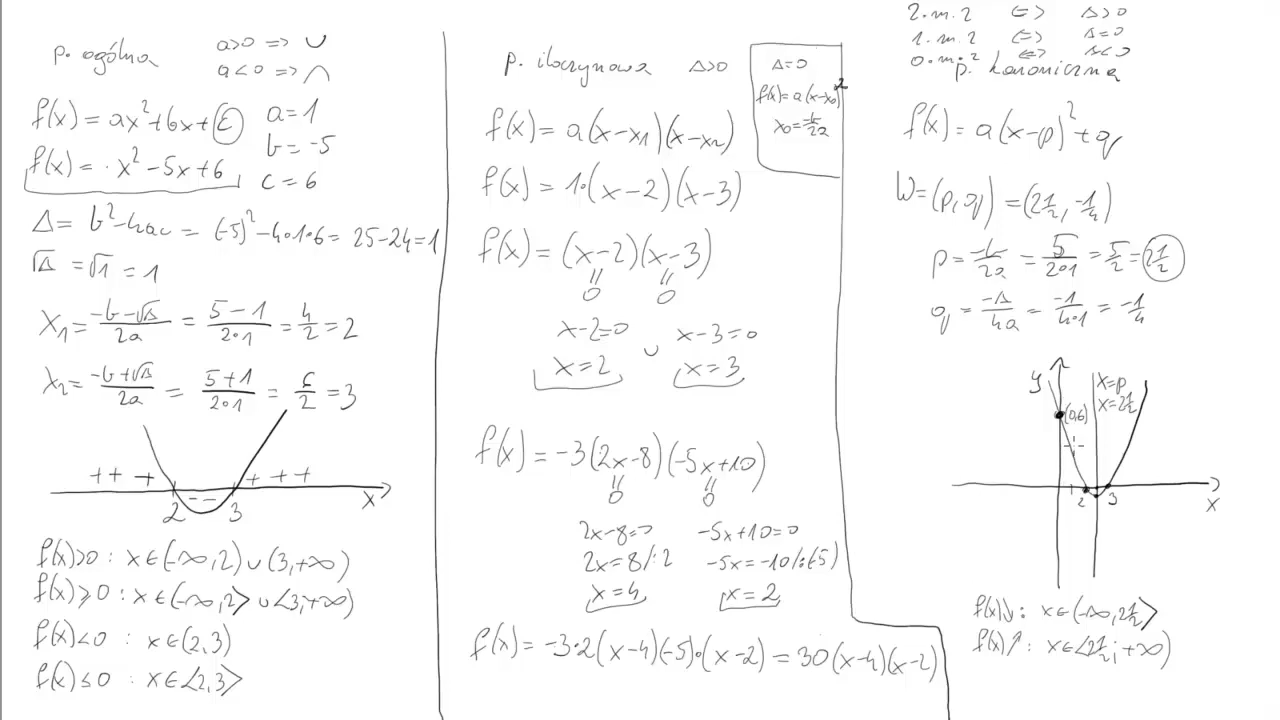 p. ogólna
a>0 => ∪
a<0 => ∩
f(x) = ax²+bx+c
a=1
f(x) = x²-5x+6
b=-5
c=6
Δ = b²-4ac = (-5)²-4·1·6 = 25-24=1
√Δ = √1 = 1
x₁ = (-b-√Δ)/2a = (5-1)/(2·1) = 4/2 = 2
x₂ = (-b+√Δ)/2a = (5+1)/(2·1) = 6/2 = 3
+ + + - - + + +
2 3 x
f(x)>0 : x∈(-∞,2)∪(3,+∞)
f(x)≥0 : x∈(-∞,2>∪<3,+∞)
f(x)<0 : x∈(2,3)
f(x)≤0 : x∈<2,3>
p. iloczynowa Δ>0
Δ=0
f(x)=a(x-x₀)²
x₀=-b/2a
f(x) = a(x-x₁)(x-x₂)
f(x) = 1·(x-2)(x-3)
f(x) = (x-2)(x-3)
0 0
x-2=0 ∪ x-3=0
x=2 x=3
f(x) = -3(2x-8)(-5x+10)
0 0
2x-8=0 -5x+10=0
2x=8/:2 -5x=-10/:(-5)
x=4 x=2
f(x) = -3·2(x-4)(-5)·(x-2) = 30(x-4)(x-2)
2.m.z <=> Δ>0
1.m.z <=> Δ=0
0.m.z <=> Δ<0
p. kanoniczna
f(x) = a(x-p)²+q
W=(p,q)=(2½,-¼)
p = -b/2a = 5/(2·1) = 5/2 = 2½
q = -Δ/4a = -1/(4·1) = -¼
y
x=p
x=2½
(0,6)
2 3 x
f(x)↓: x∈(-∞,2½>
f(x)↗: x∈<2½;+∞)